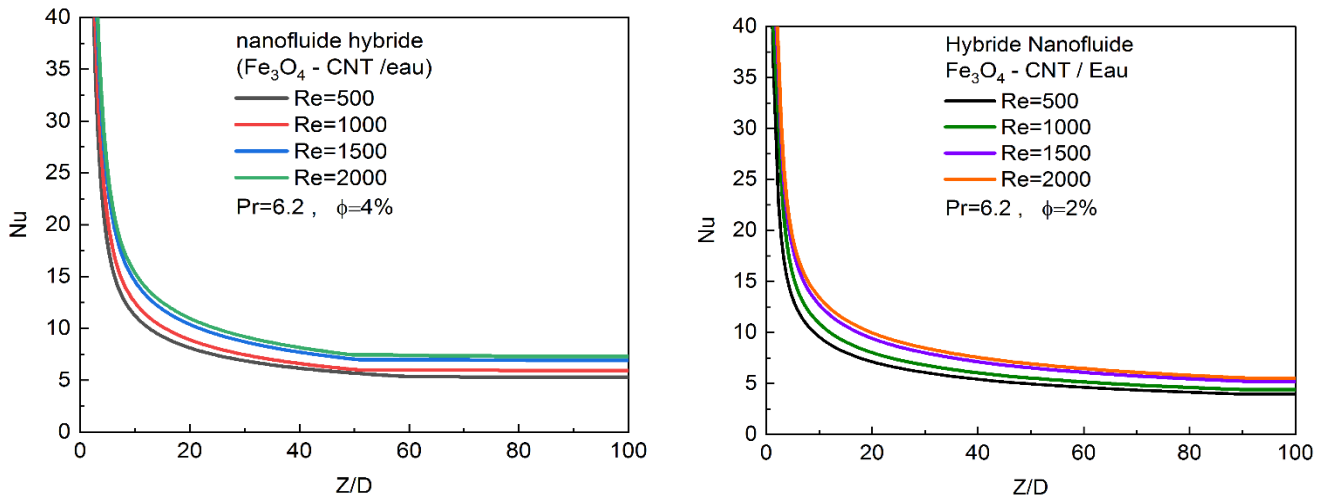 40
35
30
25
20
15
10
5
0
Nu
nanofluide hybride
(Fe₃O₄ - CNT /eau)
Re=500
Re=1000
Re=1500
Re=2000
Pr=6.2 , ϕ=4%
0 20 40 60 80 100
Z/D
40
35
30
25
20
15
10
5
0
Nu
Hybride Nanofluide
Fe₃O₄ - CNT / Eau
Re=500
Re=1000
Re=1500
Re=2000
Pr=6.2 , ϕ=2%
0 20 40 60 80 100
Z/D